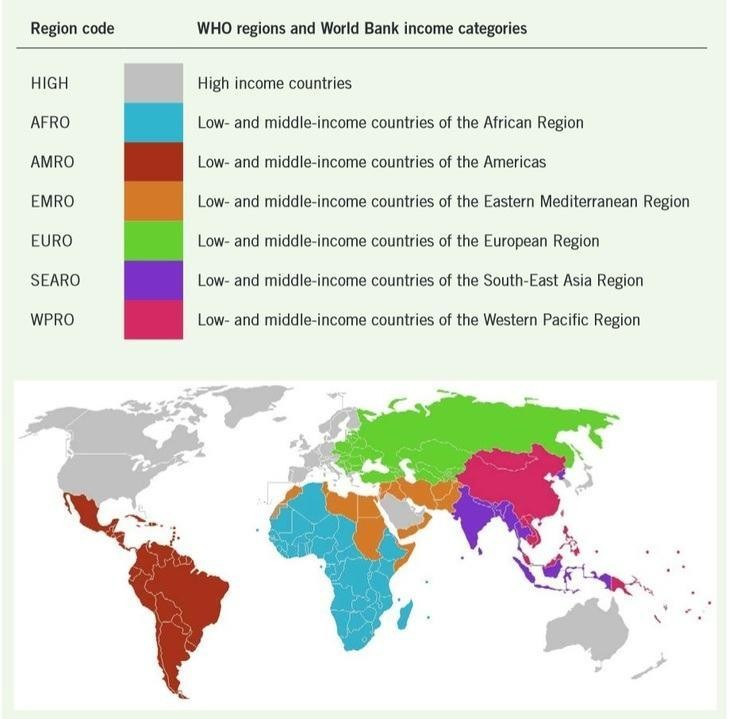 Region code WHO regions and World Bank income categories
HIGH High income countries
AFRO Low- and middle-income countries of the African Region
AMRO Low- and middle-income countries of the Americas
EMRO Low- and middle-income countries of the Eastern Mediterranean Region
EURO Low- and middle-income countries of the European Region
SEARO Low- and middle-income countries of the South-East Asia Region
WPRO Low- and middle-income countries of the Western Pacific Region